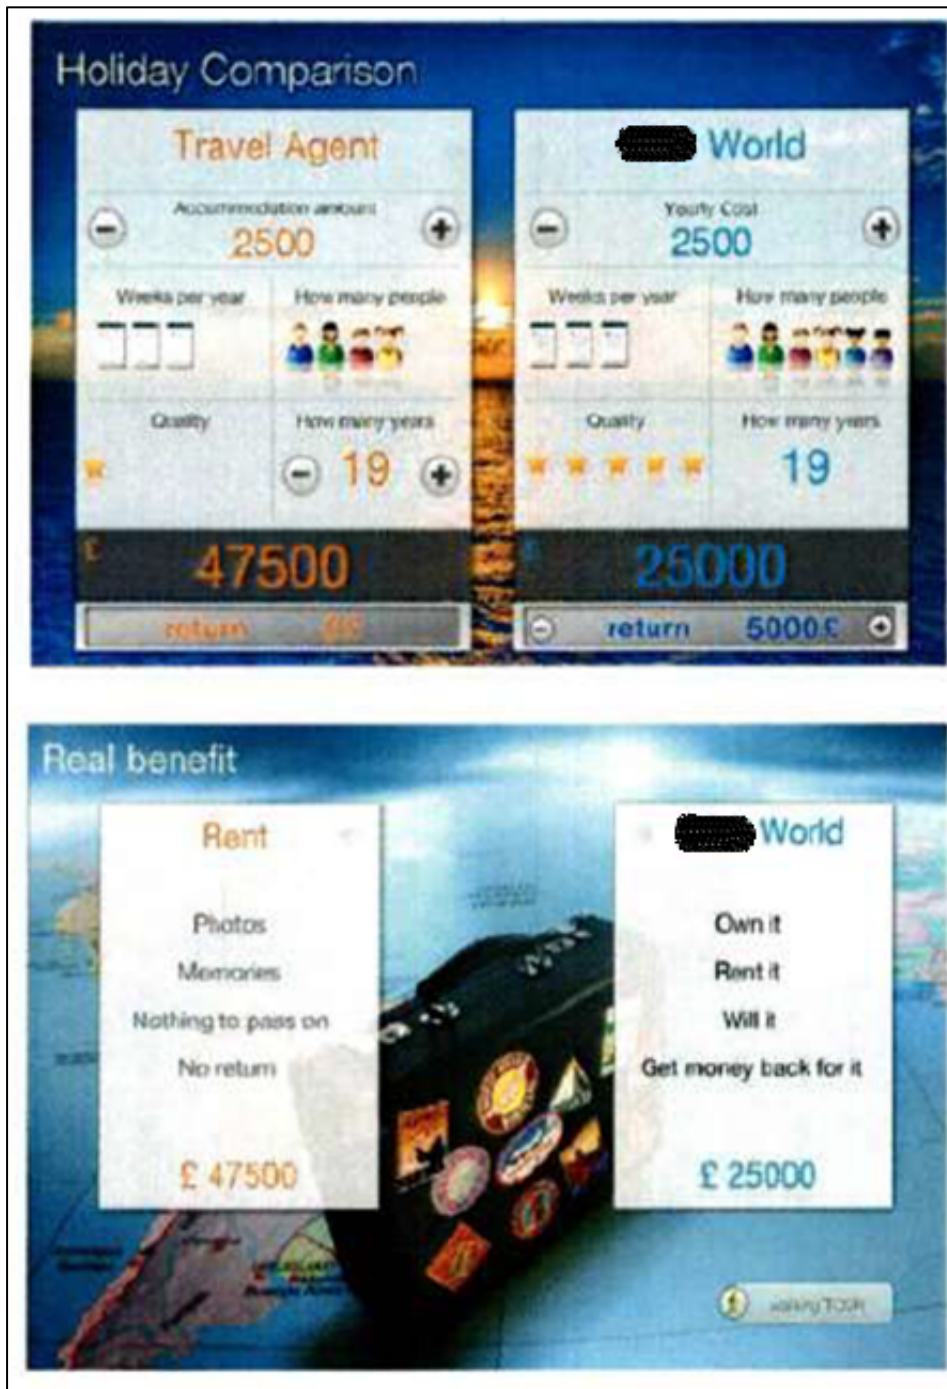 Holiday Comparison
Travel Agent
Accommodation amount
2500
Weeks per year
How many people
Quality
How many years
19
£
47500
return
World
Yearly Cost
2500
Weeks per year
How many people
Quality
How many years
19
£
25000
return 5000£
Real benefit
Rent
Photos
Memories
Nothing to pass on
No return
£ 47500
World
Own it
Rent it
Will it
Get money back for it
£ 25000
TOUR